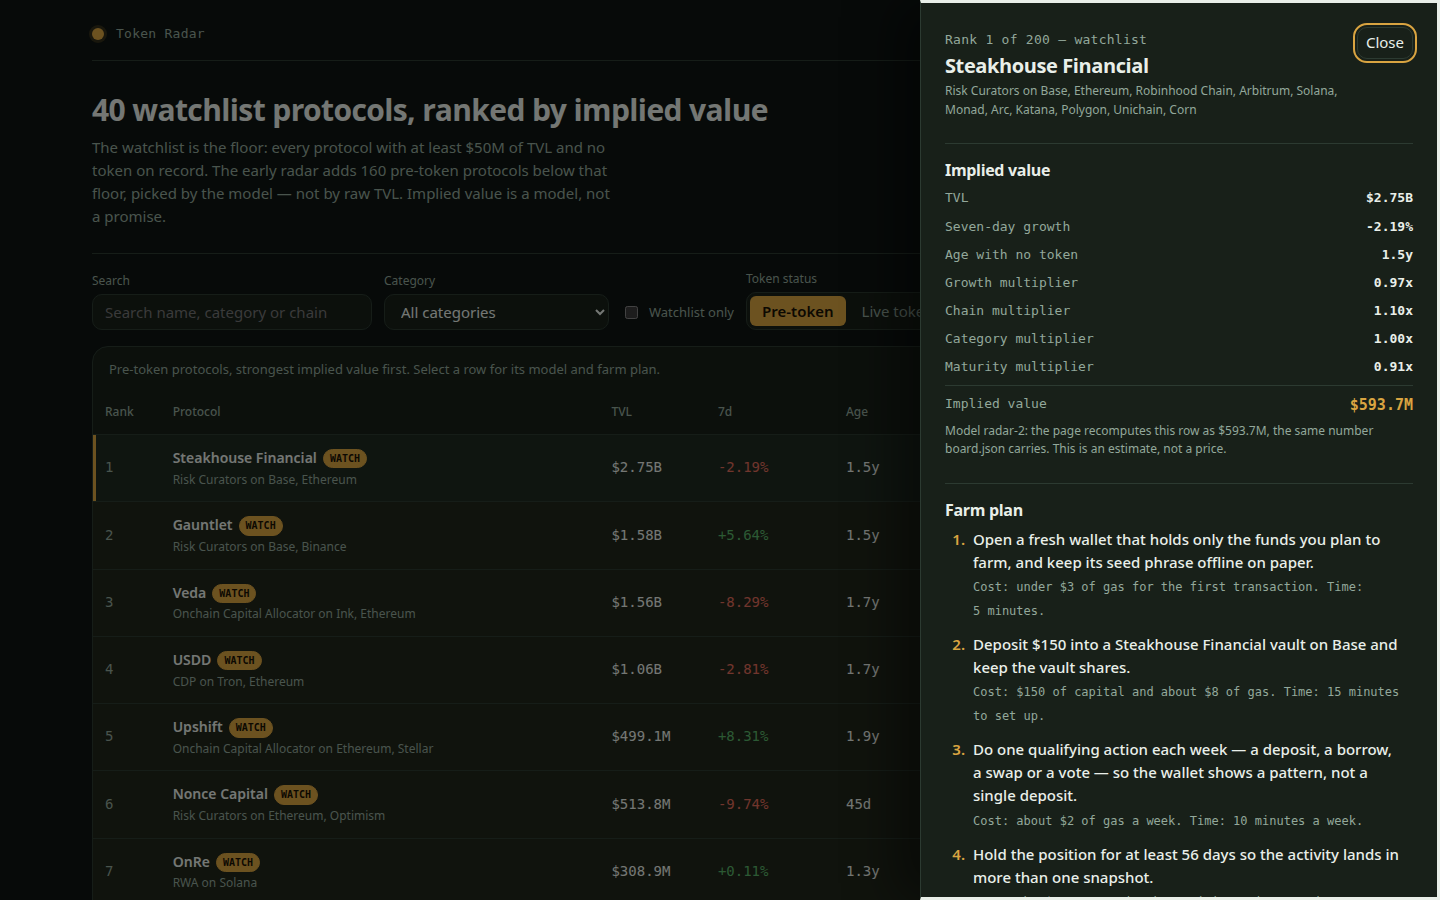 Token Radar
40 watchlist protocols, ranked by implied value
The watchlist is the floor: every protocol with at least $50M of TVL and no
token on record. The early radar adds 160 pre-token protocols below that
floor, picked by the model — not by raw TVL. Implied value is a model, not
a promise.
Search
Category
Token status
Search name, category or chain
All categories
Watchlist only
Pre-token
Live toke
Pre-token protocols, strongest implied value first. Select a row for its model and farm plan.
Rank Protocol TVL 7d Age
1 Steakhouse Financial WATCH $2.75B -2.19% 1.5y
Risk Curators on Base, Ethereum
2 Gauntlet WATCH $1.58B +5.64% 1.5y
Risk Curators on Base, Binance
3 Veda WATCH $1.56B -8.29% 1.7y
Onchain Capital Allocator on Ink, Ethereum
4 USDD WATCH $1.06B -2.81% 1.7y
CDP on Tron, Ethereum
5 Upshift WATCH $499.1M +8.31% 1.9y
Onchain Capital Allocator on Ethereum, Stellar
6 Nonce Capital WATCH $513.8M -9.74% 45d
Risk Curators on Ethereum, Optimism
7 OnRe WATCH $308.9M +0.11% 1.3y
RWA on Solana
Rank 1 of 200 — watchlist
Close
Steakhouse Financial
Risk Curators on Base, Ethereum, Robinhood Chain, Arbitrum, Solana,
Monad, Arc, Katana, Polygon, Unichain, Corn
Implied value
TVL $2.75B
Seven-day growth -2.19%
Age with no token 1.5y
Growth multiplier 0.97x
Chain multiplier 1.10x
Category multiplier 1.00x
Maturity multiplier 0.91x
Implied value $593.7M
Model radar-2: the page recomputes this row as $593.7M, the same number
board.json carries. This is an estimate, not a price.
Farm plan
1. Open a fresh wallet that holds only the funds you plan to
farm, and keep its seed phrase offline on paper.
Cost: under $3 of gas for the first transaction. Time:
5 minutes.
2. Deposit $150 into a Steakhouse Financial vault on Base and
keep the vault shares.
Cost: $150 of capital and about $8 of gas. Time: 15 minutes
to set up.
3. Do one qualifying action each week — a deposit, a borrow,
a swap or a vote — so the wallet shows a pattern, not a
single deposit.
Cost: about $2 of gas a week. Time: 10 minutes a week.
4. Hold the position for at least 56 days so the activity lands in
more than one snapshot.